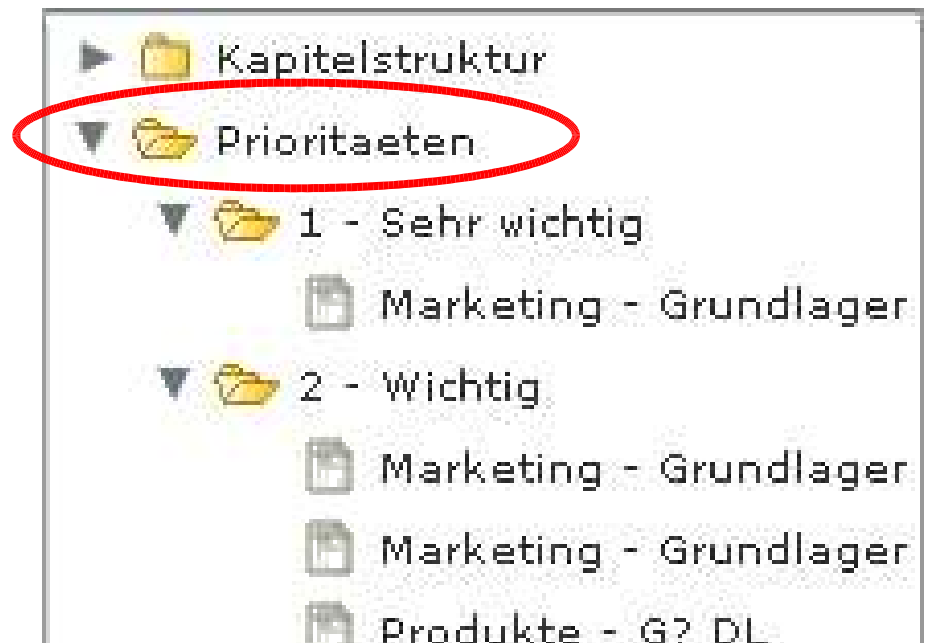 Kapitelstruktur
Prioritaeten
1 - Sehr wichtig
Marketing - Grundlager
2 - Wichtig
Marketing - Grundlager
Marketing - Grundlager
Produkte - G? DL